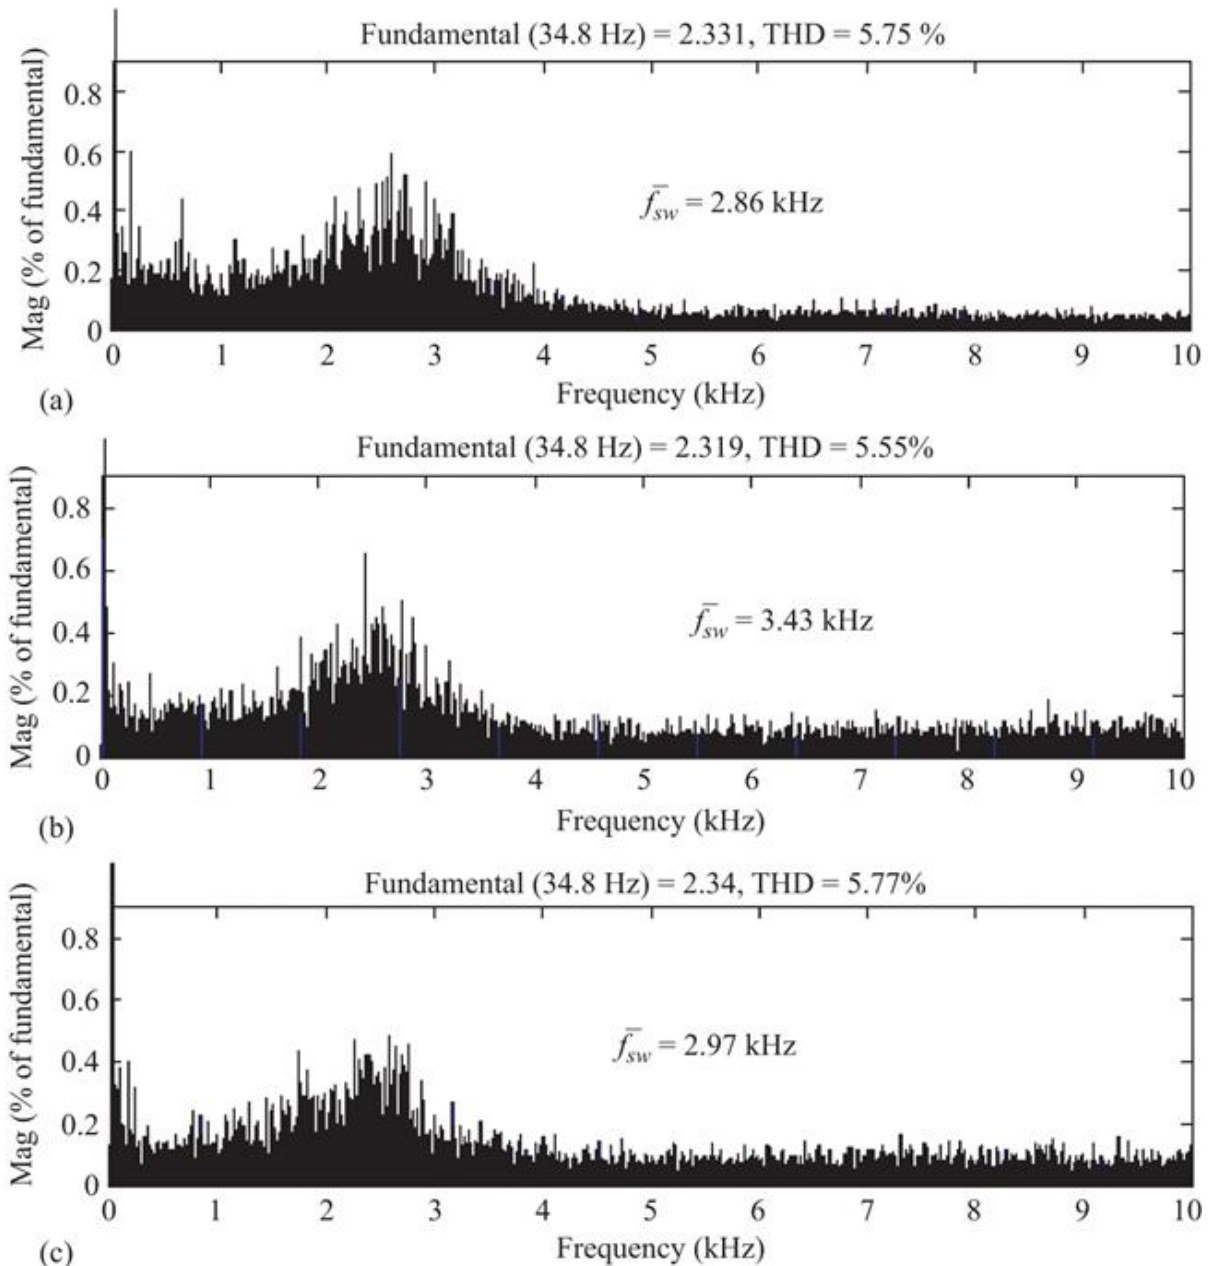 Fundamental (34.8 Hz) = 2.331, THD = 5.75 %
Mag (% of fundamental)
0.8
0.6
0.4
0.2
0
f̄sw = 2.86 kHz
0 1 2 3 4 5 6 7 8 9 10
Frequency (kHz)
(a)
Fundamental (34.8 Hz) = 2.319, THD = 5.55%
Mag (% of fundamental)
0.8
0.6
0.4
0.2
0
f̄sw = 3.43 kHz
0 1 2 3 4 5 6 7 8 9 10
Frequency (kHz)
(b)
Fundamental (34.8 Hz) = 2.34, THD = 5.77%
Mag (% of fundamental)
0.8
0.6
0.4
0.2
0
f̄sw = 2.97 kHz
0 1 2 3 4 5 6 7 8 9 10
Frequency (kHz)
(c)